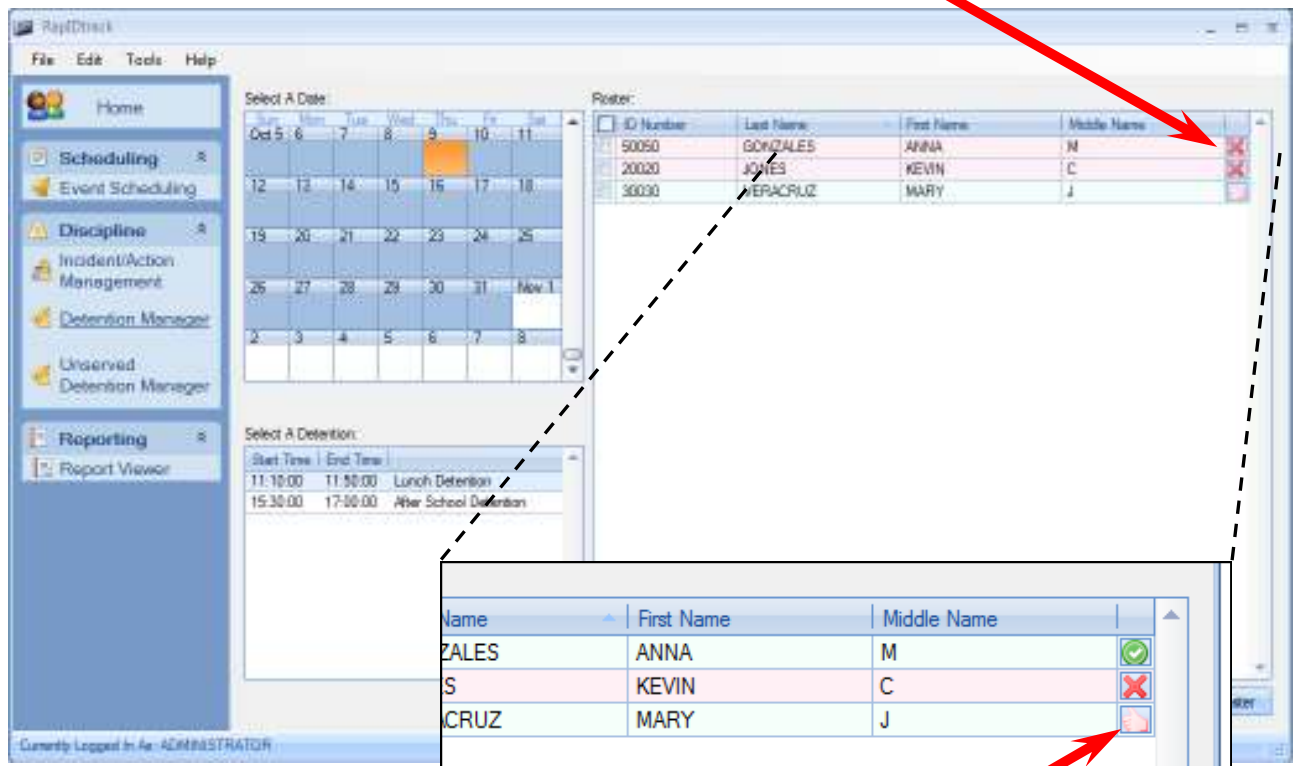 RapIDtrack
File Edit Tools Help
Home
Scheduling
Event Scheduling
Discipline
Incident/Action
Management
Detention Manager
Unserved
Detention Manager
Reporting
Report Viewer
Select A Date:
Sun Mon Tue Wed Thu Fri Sat
Oct 5 6 7 8 9 10 11
12 13 14 15 16 17 18
19 20 21 22 23 24 25
26 27 28 29 30 31 Nov 1
2 3 4 5 6 7 8
Select A Detention:
Start Time End Time
11:10:00 11:50:00 Lunch Detention
15:30:00 17:00:00 After School Detention
Roster:
ID Number Last Name First Name Middle Name
50050 GONZALES ANNA M
20020 JONES KEVIN C
30030 VERACRUZ MARY J
Name First Name Middle Name
ZALES ANNA M
S KEVIN C
ACRUZ MARY J
ster
Currently Logged In As: ADMINISTRATOR